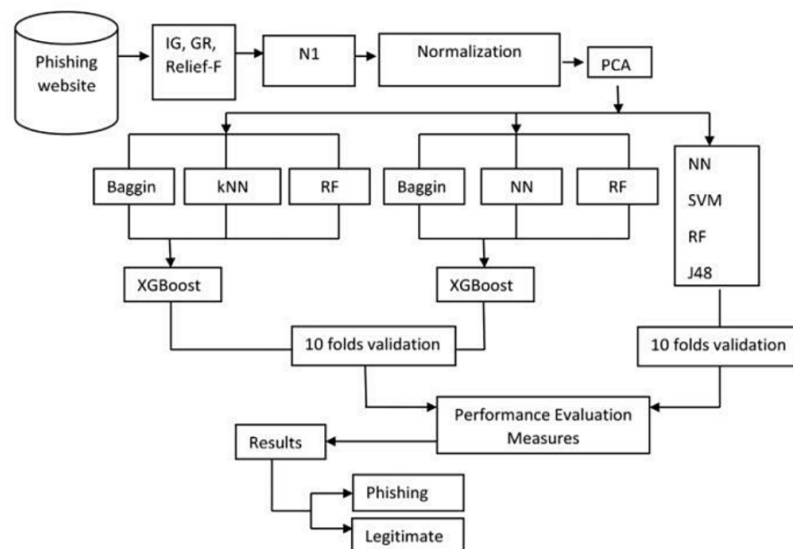 Phishing
website
IG, GR,
Relief-F
N1
Normalization
PCA
Baggin
kNN
RF
Baggin
NN
RF
NN
SVM
RF
J48
XGBoost
XGBoost
10 folds validation
10 folds validation
Performance Evaluation
Measures
Results
Phishing
Legitimate